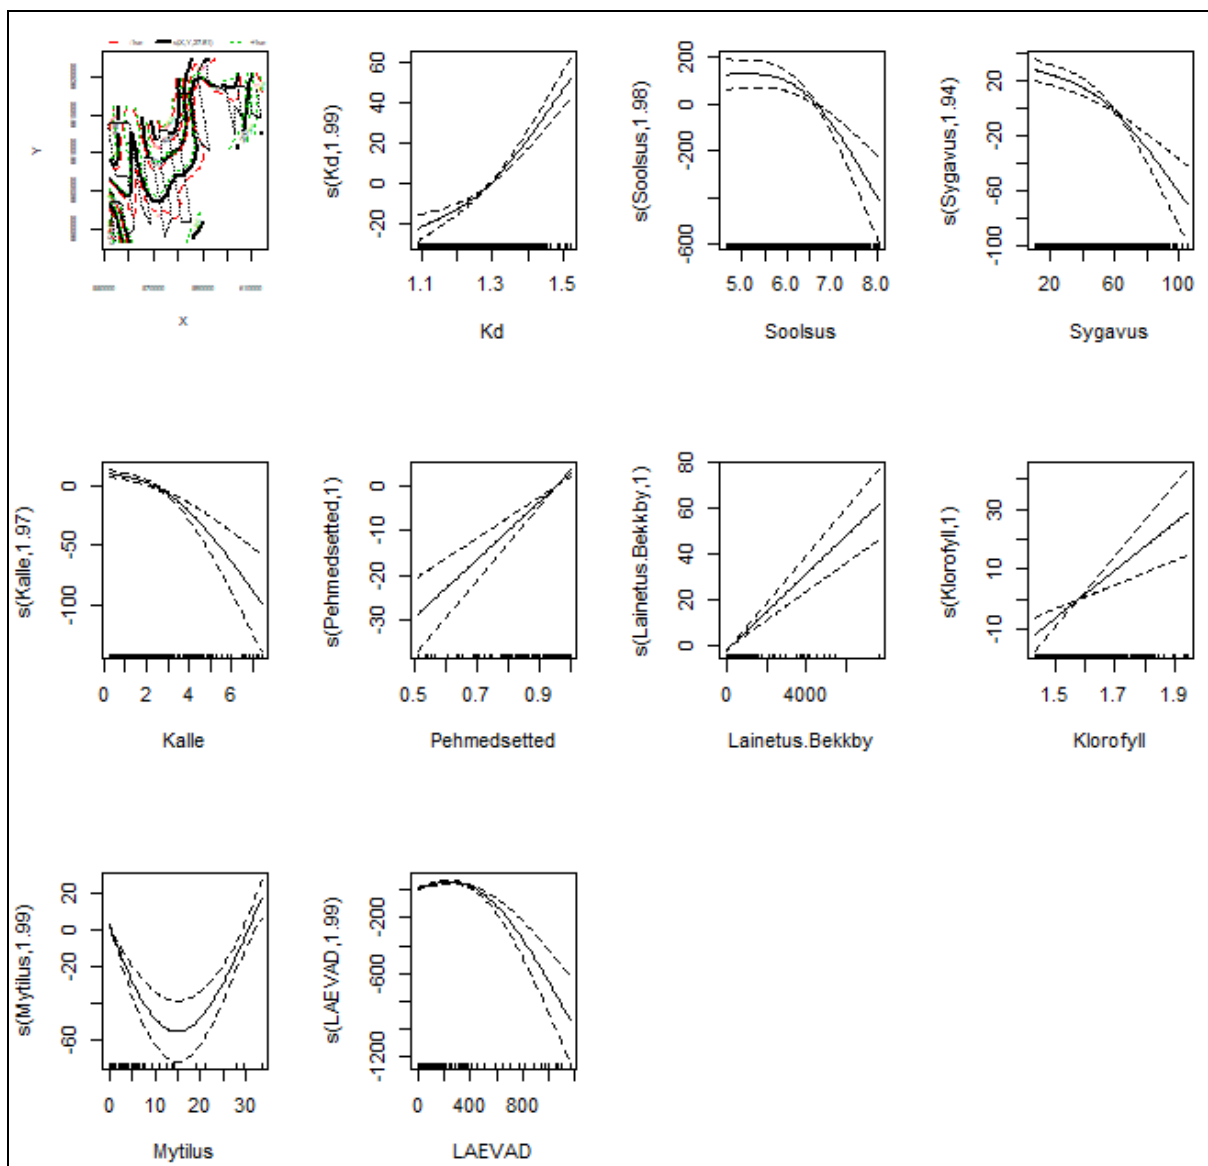 Y
X
s(Kd,1.99)
60
40
20
0
-20
1.1 1.3 1.5
Kd
s(Soolsus,1.98)
200
0
-200
-600
5.0 6.0 7.0 8.0
Soolsus
s(Sygavus,1.94)
20
-20
-60
-100
20 60 100
Sygavus
s(Kalle,1.97)
0
-50
-100
0 2 4 6
Kalle
s(Pehmedsetted,1)
0
-10
-20
-30
0.5 0.7 0.9
Pehmedsetted
s(Lainetus.Bekkby,1)
80
60
40
20
0
0 4000
Lainetus.Bekkby
s(Klorofyll,1)
30
10
-10
1.5 1.7 1.9
Klorofyll
s(Mytilus,1.99)
20
0
-20
-60
0 10 20 30
Mytilus
s(LAEVAD,1.99)
-200
-600
-1200
0 400 800
LAEVAD